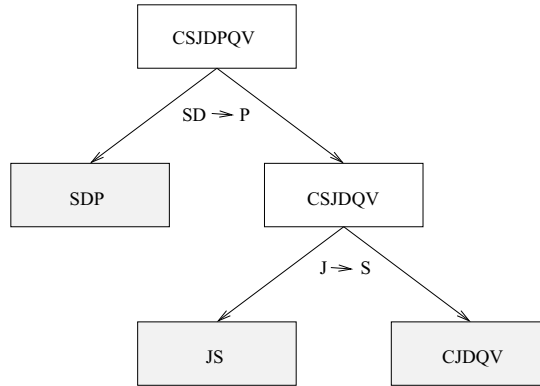 CSJDPQV
SD → P
SDP
CSJDQV
J → S
JS
CJDQV